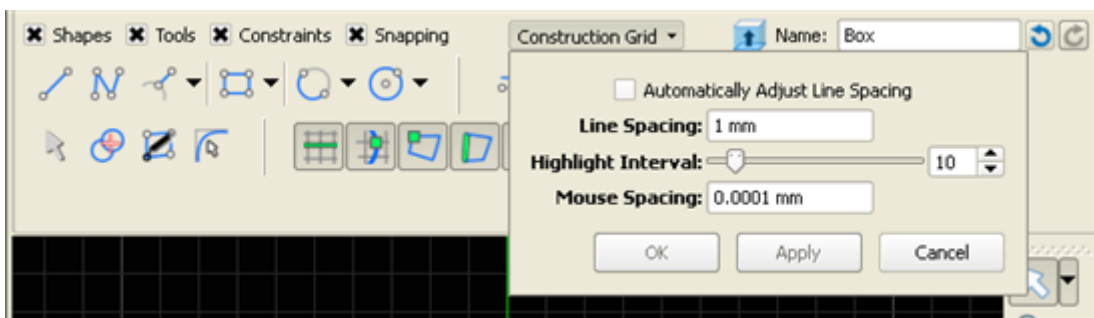 Shapes Tools Constraints Snapping Construction Grid Name: Box
Automatically Adjust Line Spacing
Line Spacing: 1 mm
Highlight Interval: 10
Mouse Spacing: 0.0001 mm
OK Apply Cancel